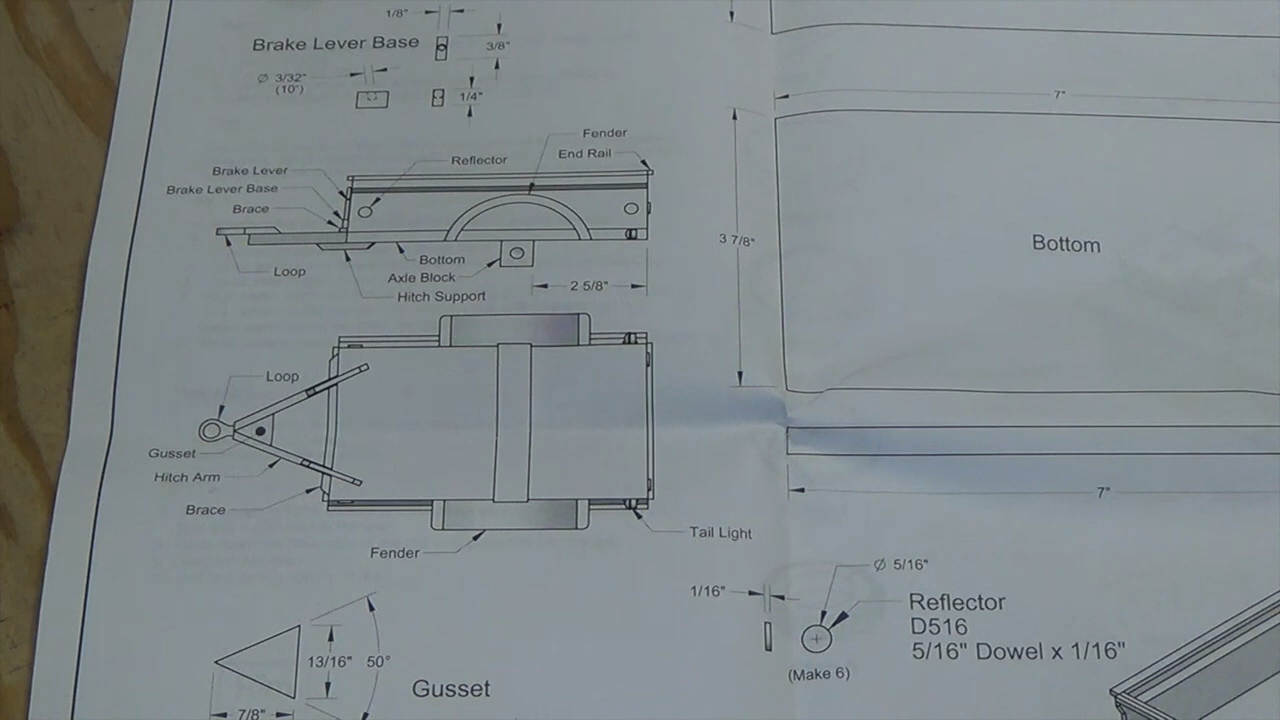 1/8"
Brake Lever Base
3/8"
Ø 3/32"
(10°)
1/4"
7"
Fender
End Rail
Reflector
Brake Lever
Brake Lever Base
Brace
3 7/8"
Bottom
Bottom
Loop
Axle Block
2 5/8"
Hitch Support
Loop
Gusset
Hitch Arm
7"
Brace
Tail Light
Fender
Ø 5/16"
1/16"
Reflector
D516
5/16" Dowel x 1/16"
(Make 6)
13/16"
50°
Gusset
7/8"